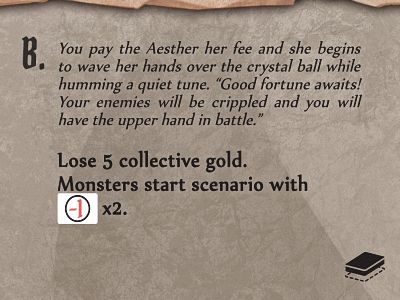 B. You pay the Aesther her fee and she begins
to wave her hands over the crystal ball while
humming a quiet tune. “Good fortune awaits!
Your enemies will be crippled and you will
have the upper hand in battle.”
Lose 5 collective gold.
Monsters start scenario with
-1 x2.